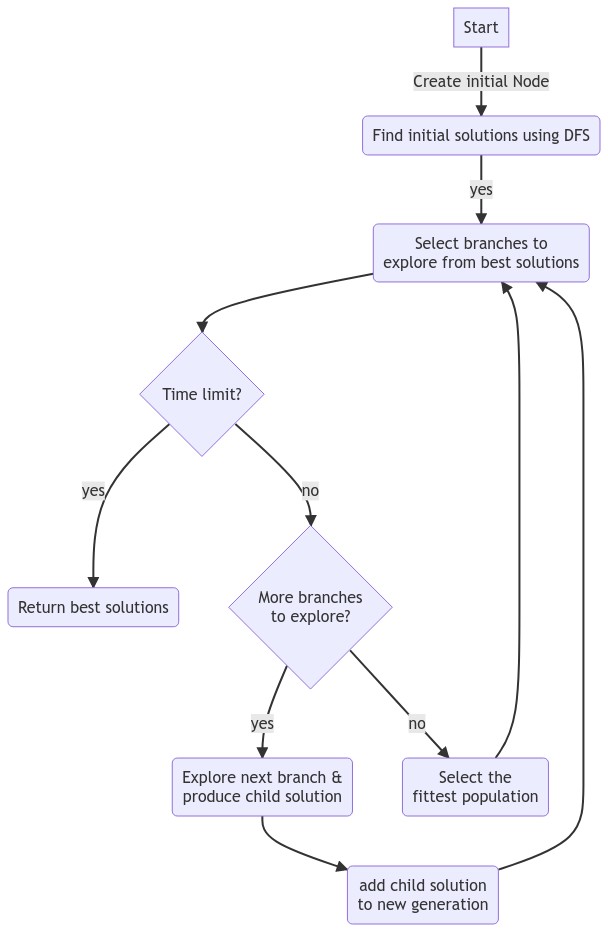 Start
Create initial Node
Find initial solutions using DFS
yes
Select branches to
explore from best solutions
Time limit?
yes
no
More branches
to explore?
Return best solutions
yes
no
Explore next branch &
produce child solution
Select the
fittest population
add child solution
to new generation